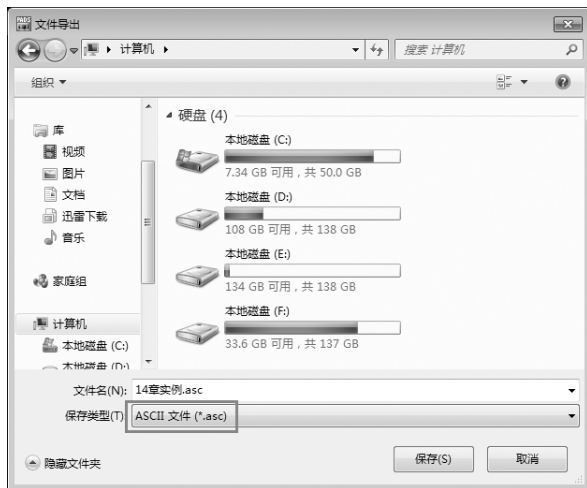 PADS 文件导出
计算机
搜索 计算机
组织
库
视频
图片
文档
迅雷下载
音乐
家庭组
计算机
本地磁盘 (C:)
本地磁盘 (D:)
硬盘 (4)
本地磁盘 (C:)
7.34 GB 可用，共 50.0 GB
本地磁盘 (D:)
108 GB 可用，共 138 GB
本地磁盘 (E:)
134 GB 可用，共 138 GB
本地磁盘 (F:)
33.6 GB 可用，共 137 GB
文件名(N): 14章实例.asc
保存类型(T): ASCII 文件 (*.asc)
隐藏文件夹
保存(S)
取消